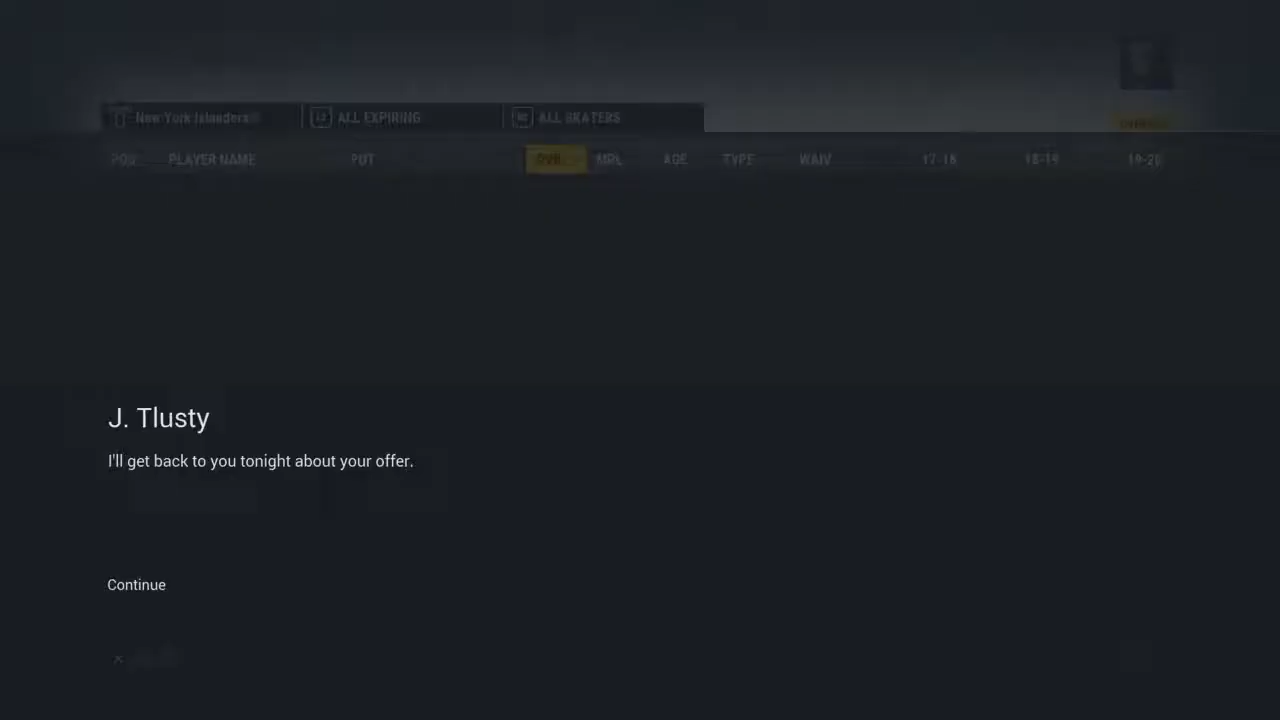 New York Islanders L2 ALL EXPIRING ALL SKATERS
PLAYER NAME POT OVR MRL AGE TYPE WAIV 17-18 18-19 19-20
J. Tlusty
I'll get back to you tonight about your offer.
Continue